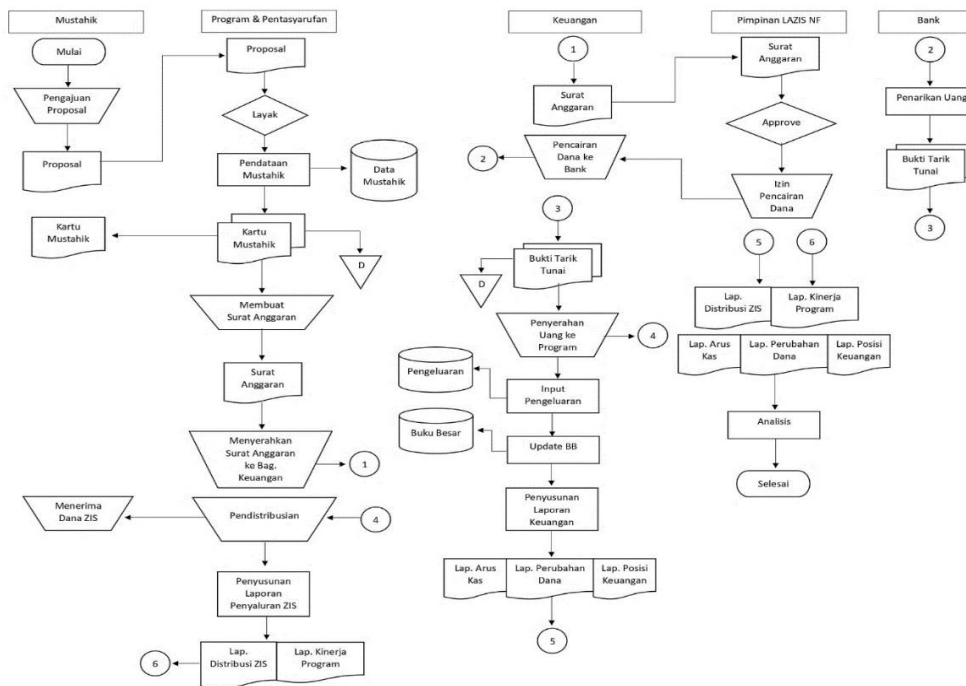 Mustahik
Mulai
Pengajuan
Proposal
Proposal
Kartu
Mustahik
Menerima
Dana ZIS
Program & Pentasyarufan
Proposal
Layak
Pendataan
Mustahik
Data
Mustahik
Kartu
Mustahik
D
Membuat
Surat Anggaran
Surat
Anggaran
Menyerahkan
Surat Anggaran
ke Bag.
Keuangan
1
Pendistribusian
4
Penyusunan
Laporan
Penyaluran ZIS
6
Lap.
Distribusi ZIS
Lap. Kinerja
Program
Keuangan
1
Surat
Anggaran
2
Pencairan
Dana ke
Bank
3
D
Bukti Tarik
Tunai
Penyerahan
Uang ke
Program
4
Pengeluaran
Input
Pengeluaran
Buku Besar
Update BB
Penyusunan
Laporan
Keuangan
Lap. Arus
Kas
Lap. Perubahan
Dana
Lap. Posisi
Keuangan
5
Pimpinan LAZIS NF
Surat
Anggaran
Approve
Izin
Pencairan
Dana
5
6
Lap.
Distribusi ZIS
Lap. Kinerja
Program
Lap. Arus
Kas
Lap. Perubahan
Dana
Lap. Posisi
Keuangan
Analisis
Selesai
Bank
2
Penarikan Uang
Bukti Tarik
Tunai
3